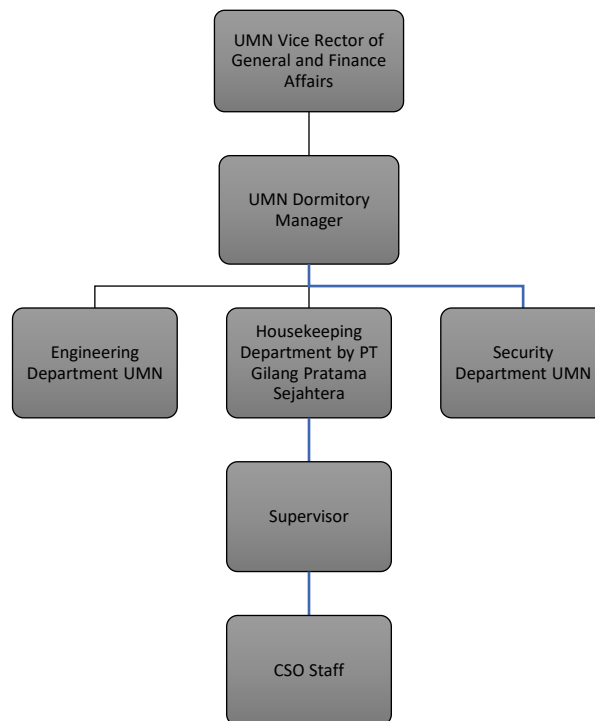 UMN Vice Rector of
General and Finance
Affairs
UMN Dormitory
Manager
Engineering
Department UMN
Housekeeping
Department by PT
Gilang Pratama
Sejahtera
Security
Department UMN
Supervisor
CSO Staff